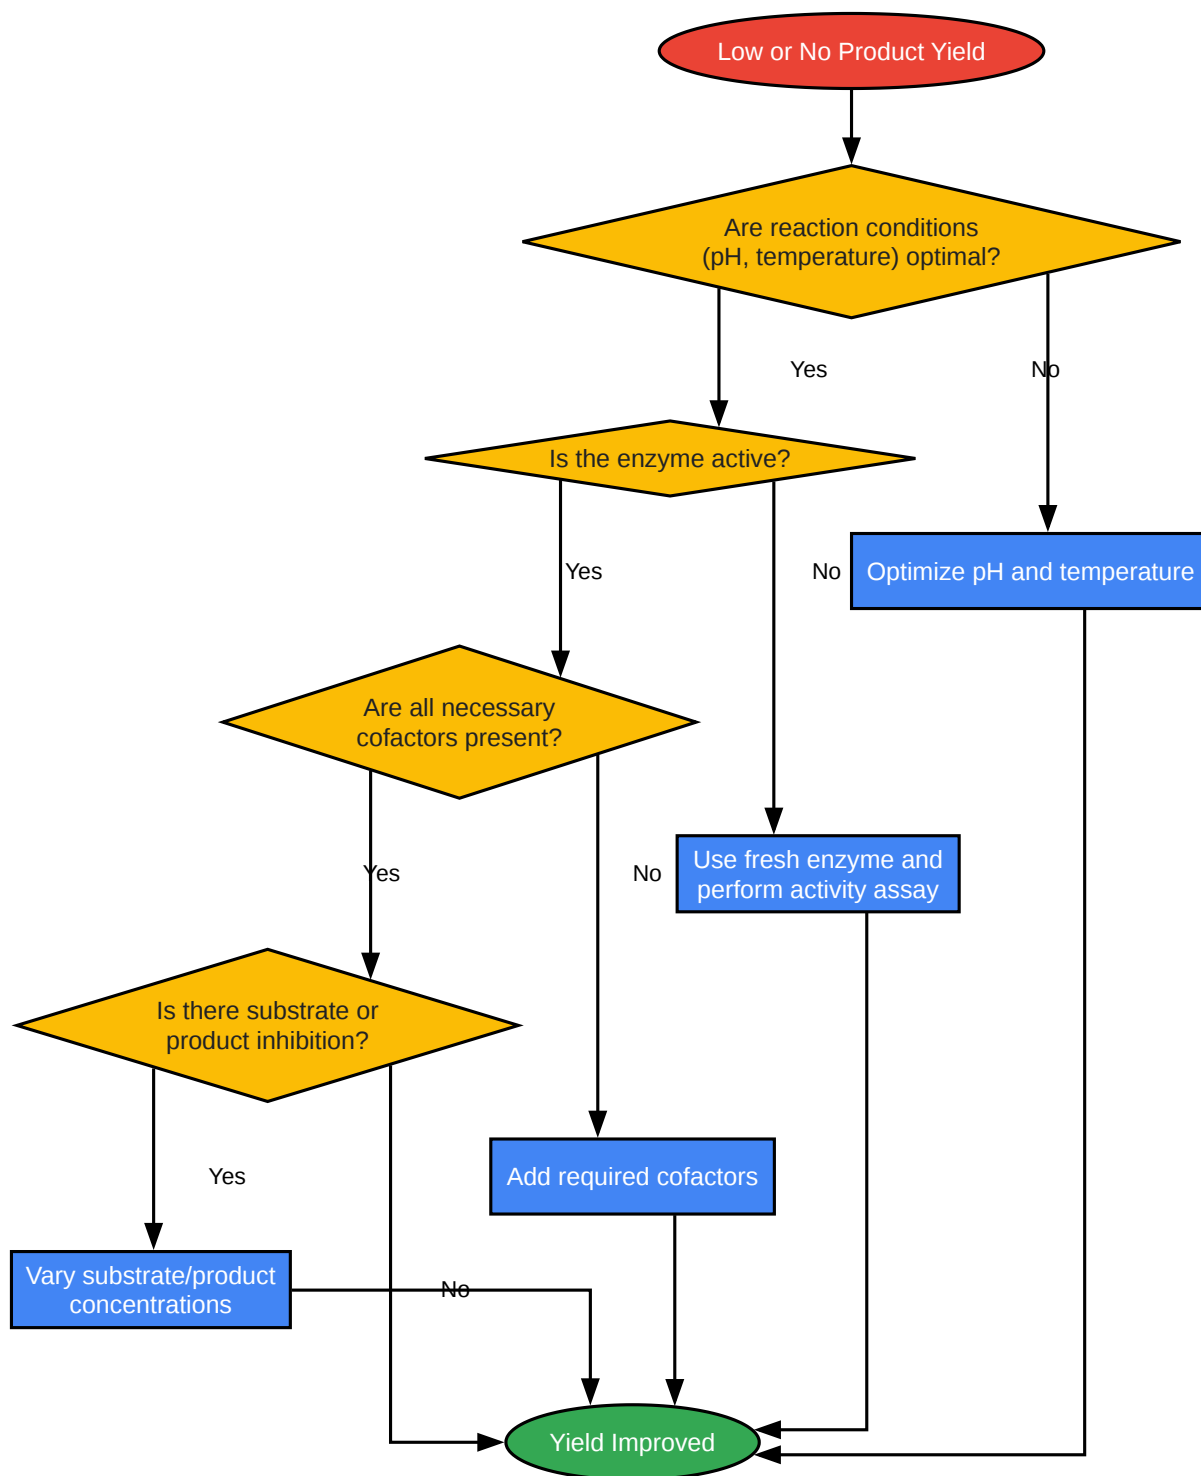 Low or No Product Yield
Are reaction conditions
(pH, temperature) optimal?
Yes
No
Is the enzyme active?
Yes
No
Optimize pH and temperature
Are all necessary
cofactors present?
Yes
No
Use fresh enzyme and
perform activity assay
Is there substrate or
product inhibition?
Yes
Add required cofactors
Vary substrate/product
concentrations
No
Yield Improved